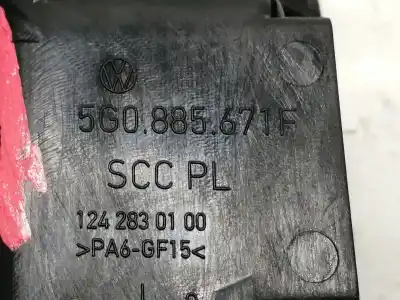 5G0.885.671F
SCC PL
124 283 01 00
>PA6-GF15<